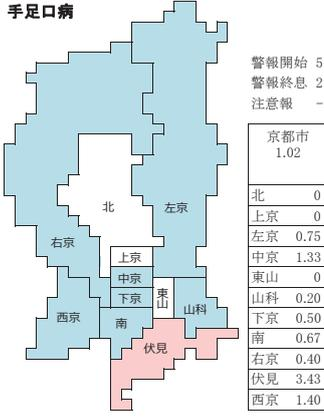 手足口病
警報開始 5
警報終息 2
注意報 -
京都市
1.02
北 0
上京 0
左京 0.75
中京 1.33
東山 0
山科 0.20
下京 0.50
南 0.67
右京 0.40
伏見 3.43
西京 1.40
北
左京
右京
上京
中京
下京
東山
山科
西京
南
伏見